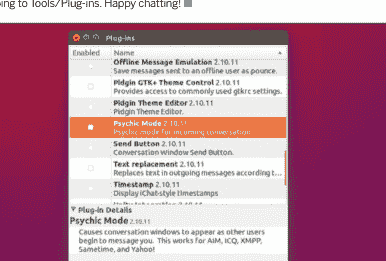 ing to Tools/Plug-ins. Happy chatting!
Plug-ins
Enabled Name
Offline Message Emulation 2.10.11
Save messages sent to an offline user as pounce.
Pidgin GTK+ Theme Control 2.10.11
Provides access to commonly used gtkrc settings.
Pidgin Theme Editor 2.10.11
Pidgin Theme Editor.
Psychic Mode 2.10.11
Psychic mode for incoming conversation
Send Button 2.10.11
Conversation Window Send Button.
Text replacement 2.10.11
Replaces text in outgoing messages according t...
Timestamp 2.10.11
Display iChat-style timestamps
Plug-in Details
Psychic Mode 2.10.11
Causes conversation windows to appear as other users
begin to message you. This works for AIM, ICQ, XMPP,
Sametime, and Yahoo!